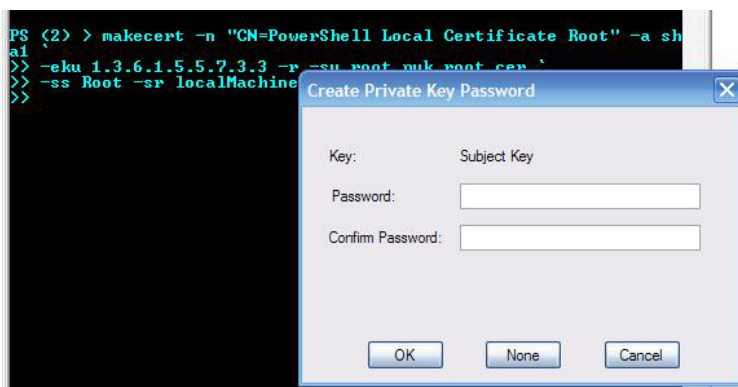 PS (2) > makecert -n "CN=PowerShell Local Certificate Root" -a sh
a1 `
>> -eku 1.3.6.1.5.5.7.3.3 -r -sv root.pvk root.cer `
>> -ss Root -sr localMachine
>>
Create Private Key Password
Key: Subject Key
Password:
Confirm Password:
OK None Cancel